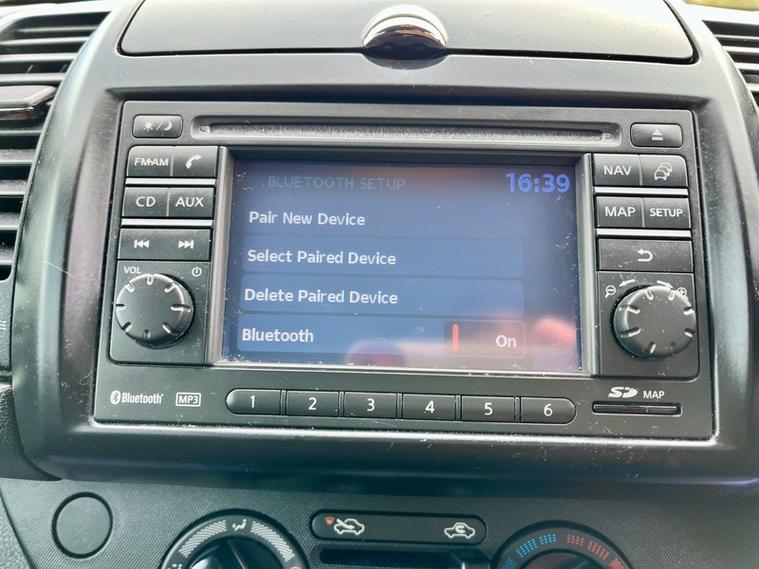 FM·AM
CD AUX
VOL
BLUETOOTH SETUP 16:39
Pair New Device
Select Paired Device
Delete Paired Device
Bluetooth On
NAV
MAP SETUP
Bluetooth MP3
1 2 3 4 5 6
SD MAP